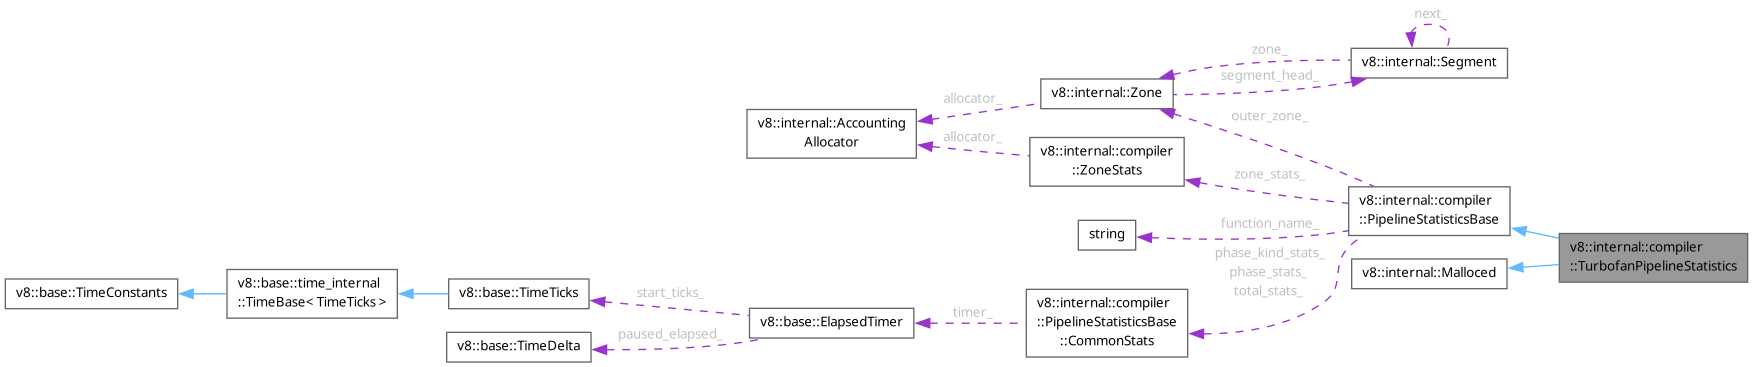 next_
v8::internal::Segment
zone_
segment_head_
v8::internal::Zone
allocator_
v8::internal::Accounting
Allocator
outer_zone_
allocator_
v8::internal::compiler
::ZoneStats
zone_stats_
v8::internal::compiler
::PipelineStatisticsBase
function_name_
string
v8::internal::compiler
::TurbofanPipelineStatistics
phase_kind_stats_
phase_stats_
total_stats_
v8::internal::Malloced
v8::base::TimeConstants
v8::base::time_internal
::TimeBase< TimeTicks >
v8::base::TimeTicks
start_ticks_
v8::base::ElapsedTimer
timer_
v8::internal::compiler
::PipelineStatisticsBase
::CommonStats
paused_elapsed_
v8::base::TimeDelta